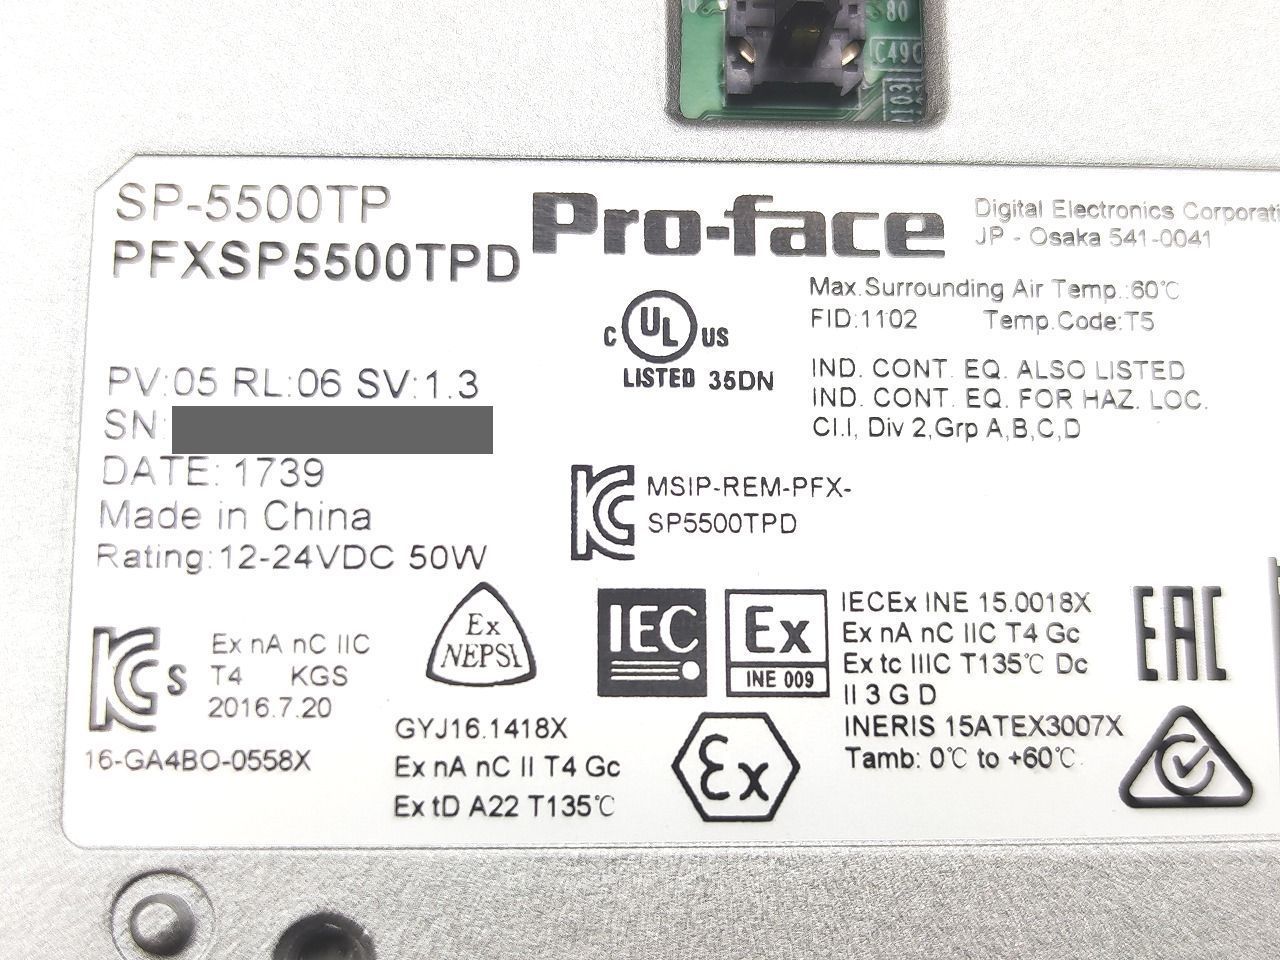 80
C49C
SP-5500TP
PFXSP5500TPD
Pro-face
Digital Electronics Corporati
JP - Osaka 541-0041
Max.Surrounding Air Temp.:60℃
FID:1102 Temp.Code:T5
C UL US
LISTED 35DN
IND. CONT. EQ. ALSO LISTED
IND. CONT. EQ. FOR HAZ. LOC.
Cl.I, Div 2,Grp A,B,C,D
PV:05 RL:06 SV:1.3
SN:
DATE: 1739
Made in China
Rating:12-24VDC 50W
KC
MSIP-REM-PFX-
SP5500TPD
KCs
Ex nA nC IIC
T4 KGS
2016.7.20
16-GA4BO-0558X
Ex
NEPSI
GYJ16.1418X
Ex nA nC II T4 Gc
Ex tD A22 T135℃
IEC
Ex
INE 009
IECEx INE 15.0018X
Ex nA nC IIC T4 Gc
Ex tc IIIC T135℃ Dc
II 3 G D
INERIS 15ATEX3007X
Tamb: 0℃ to +60℃
Ex
EAC